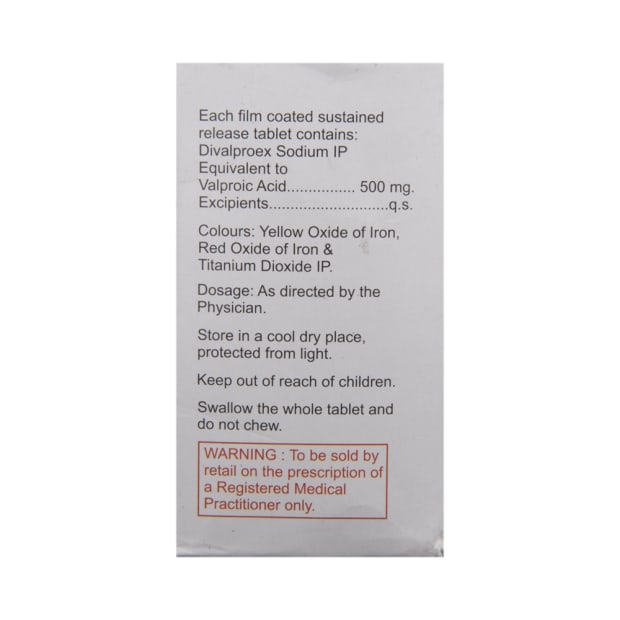 Each film coated sustained
release tablet contains:
Divalproex Sodium IP
Equivalent to
Valproic Acid................ 500 mg.
Excipients............................q.s.
Colours: Yellow Oxide of Iron,
Red Oxide of Iron &
Titanium Dioxide IP.
Dosage: As directed by the
Physician.
Store in a cool dry place,
protected from light.
Keep out of reach of children.
Swallow the whole tablet and
do not chew.
WARNING : To be sold by
retail on the prescription of
a Registered Medical
Practitioner only.